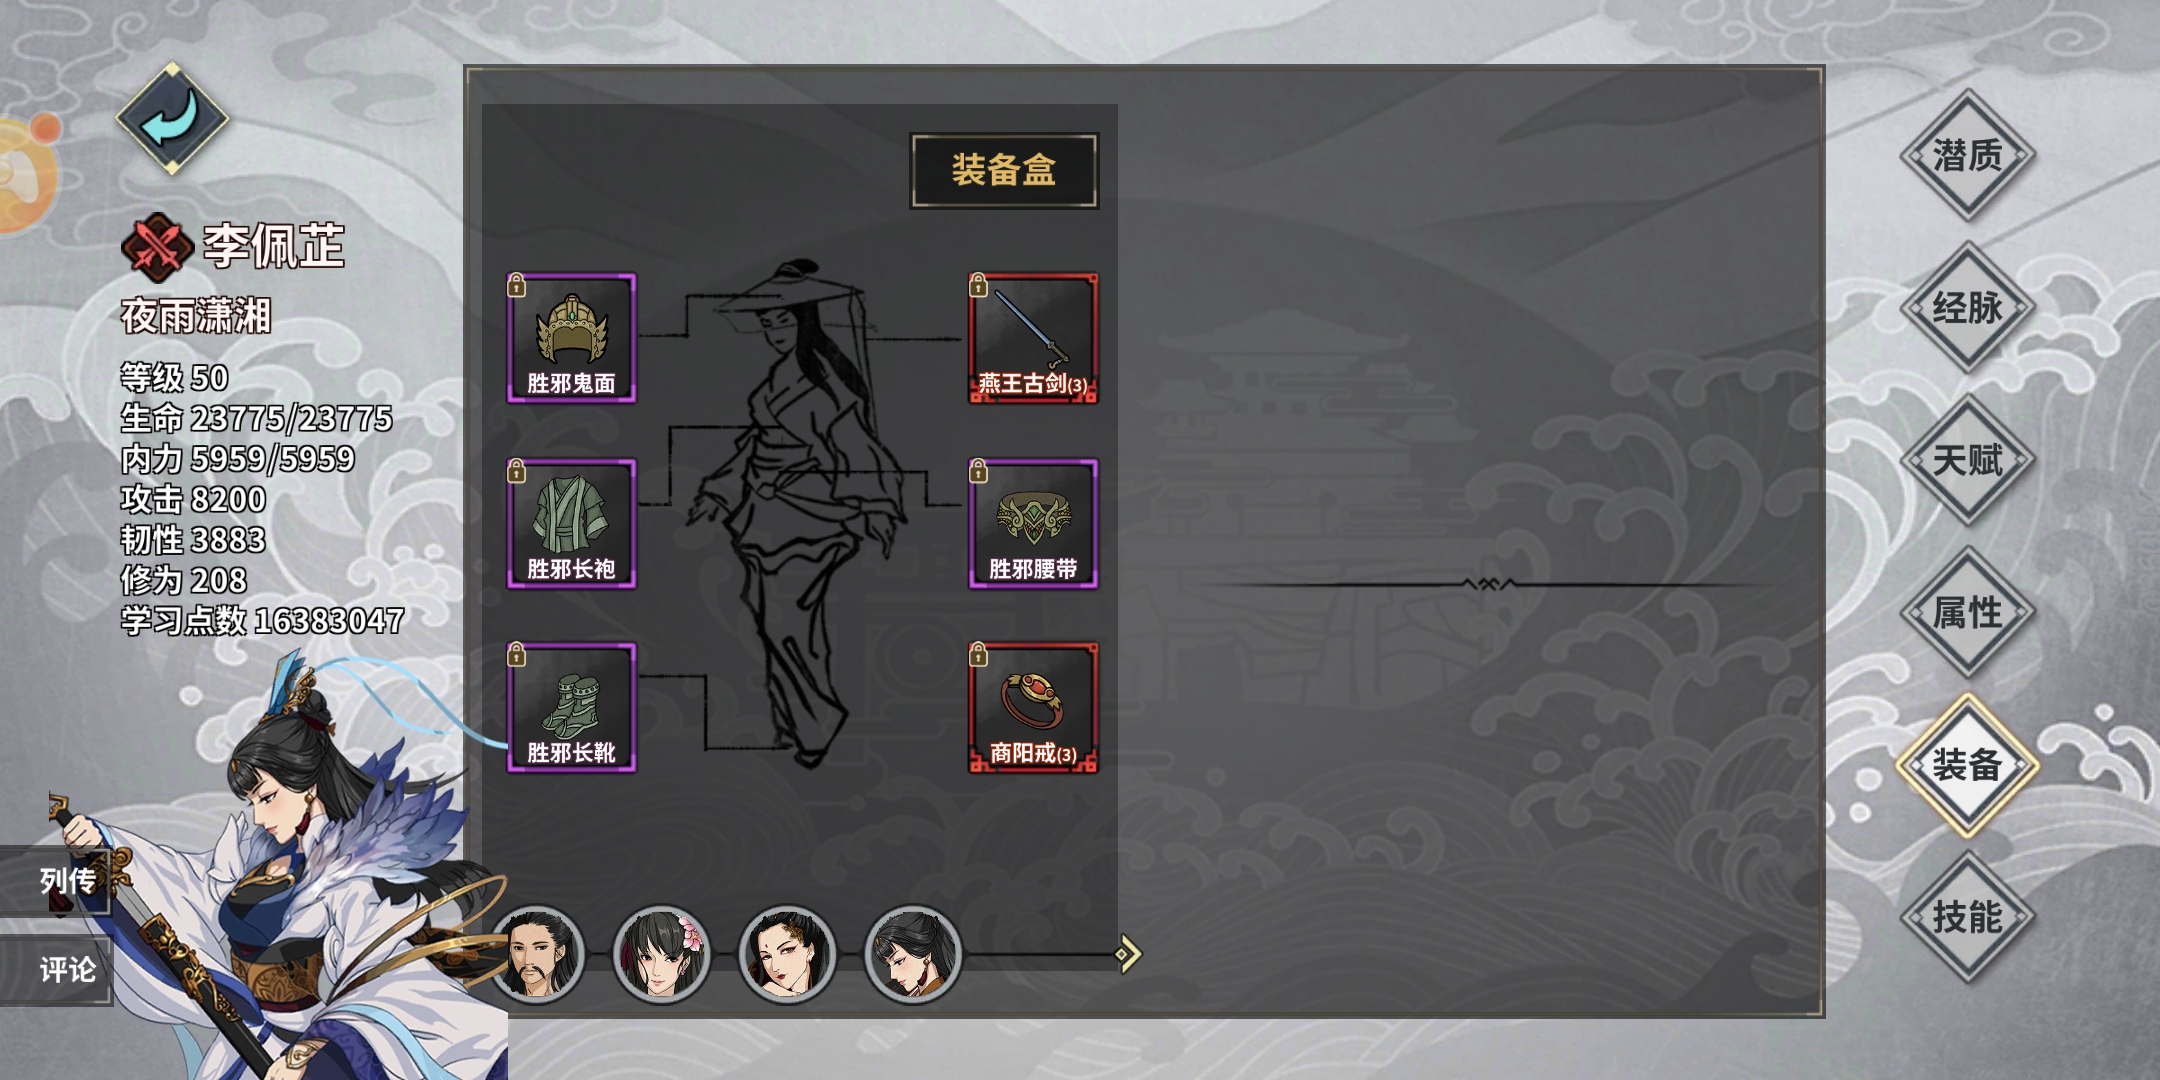 李佩芷
夜雨潇湘
等级 50
生命 23775/23775
内力 5959/5959
攻击 8200
韧性 3883
修为 208
学习点数 16383047
列传
评论
装备盒
胜邪鬼面
燕王古剑(3)
胜邪长袍
胜邪腰带
胜邪长靴
商阳戒(3)
潜质
经脉
天赋
属性
装备
技能